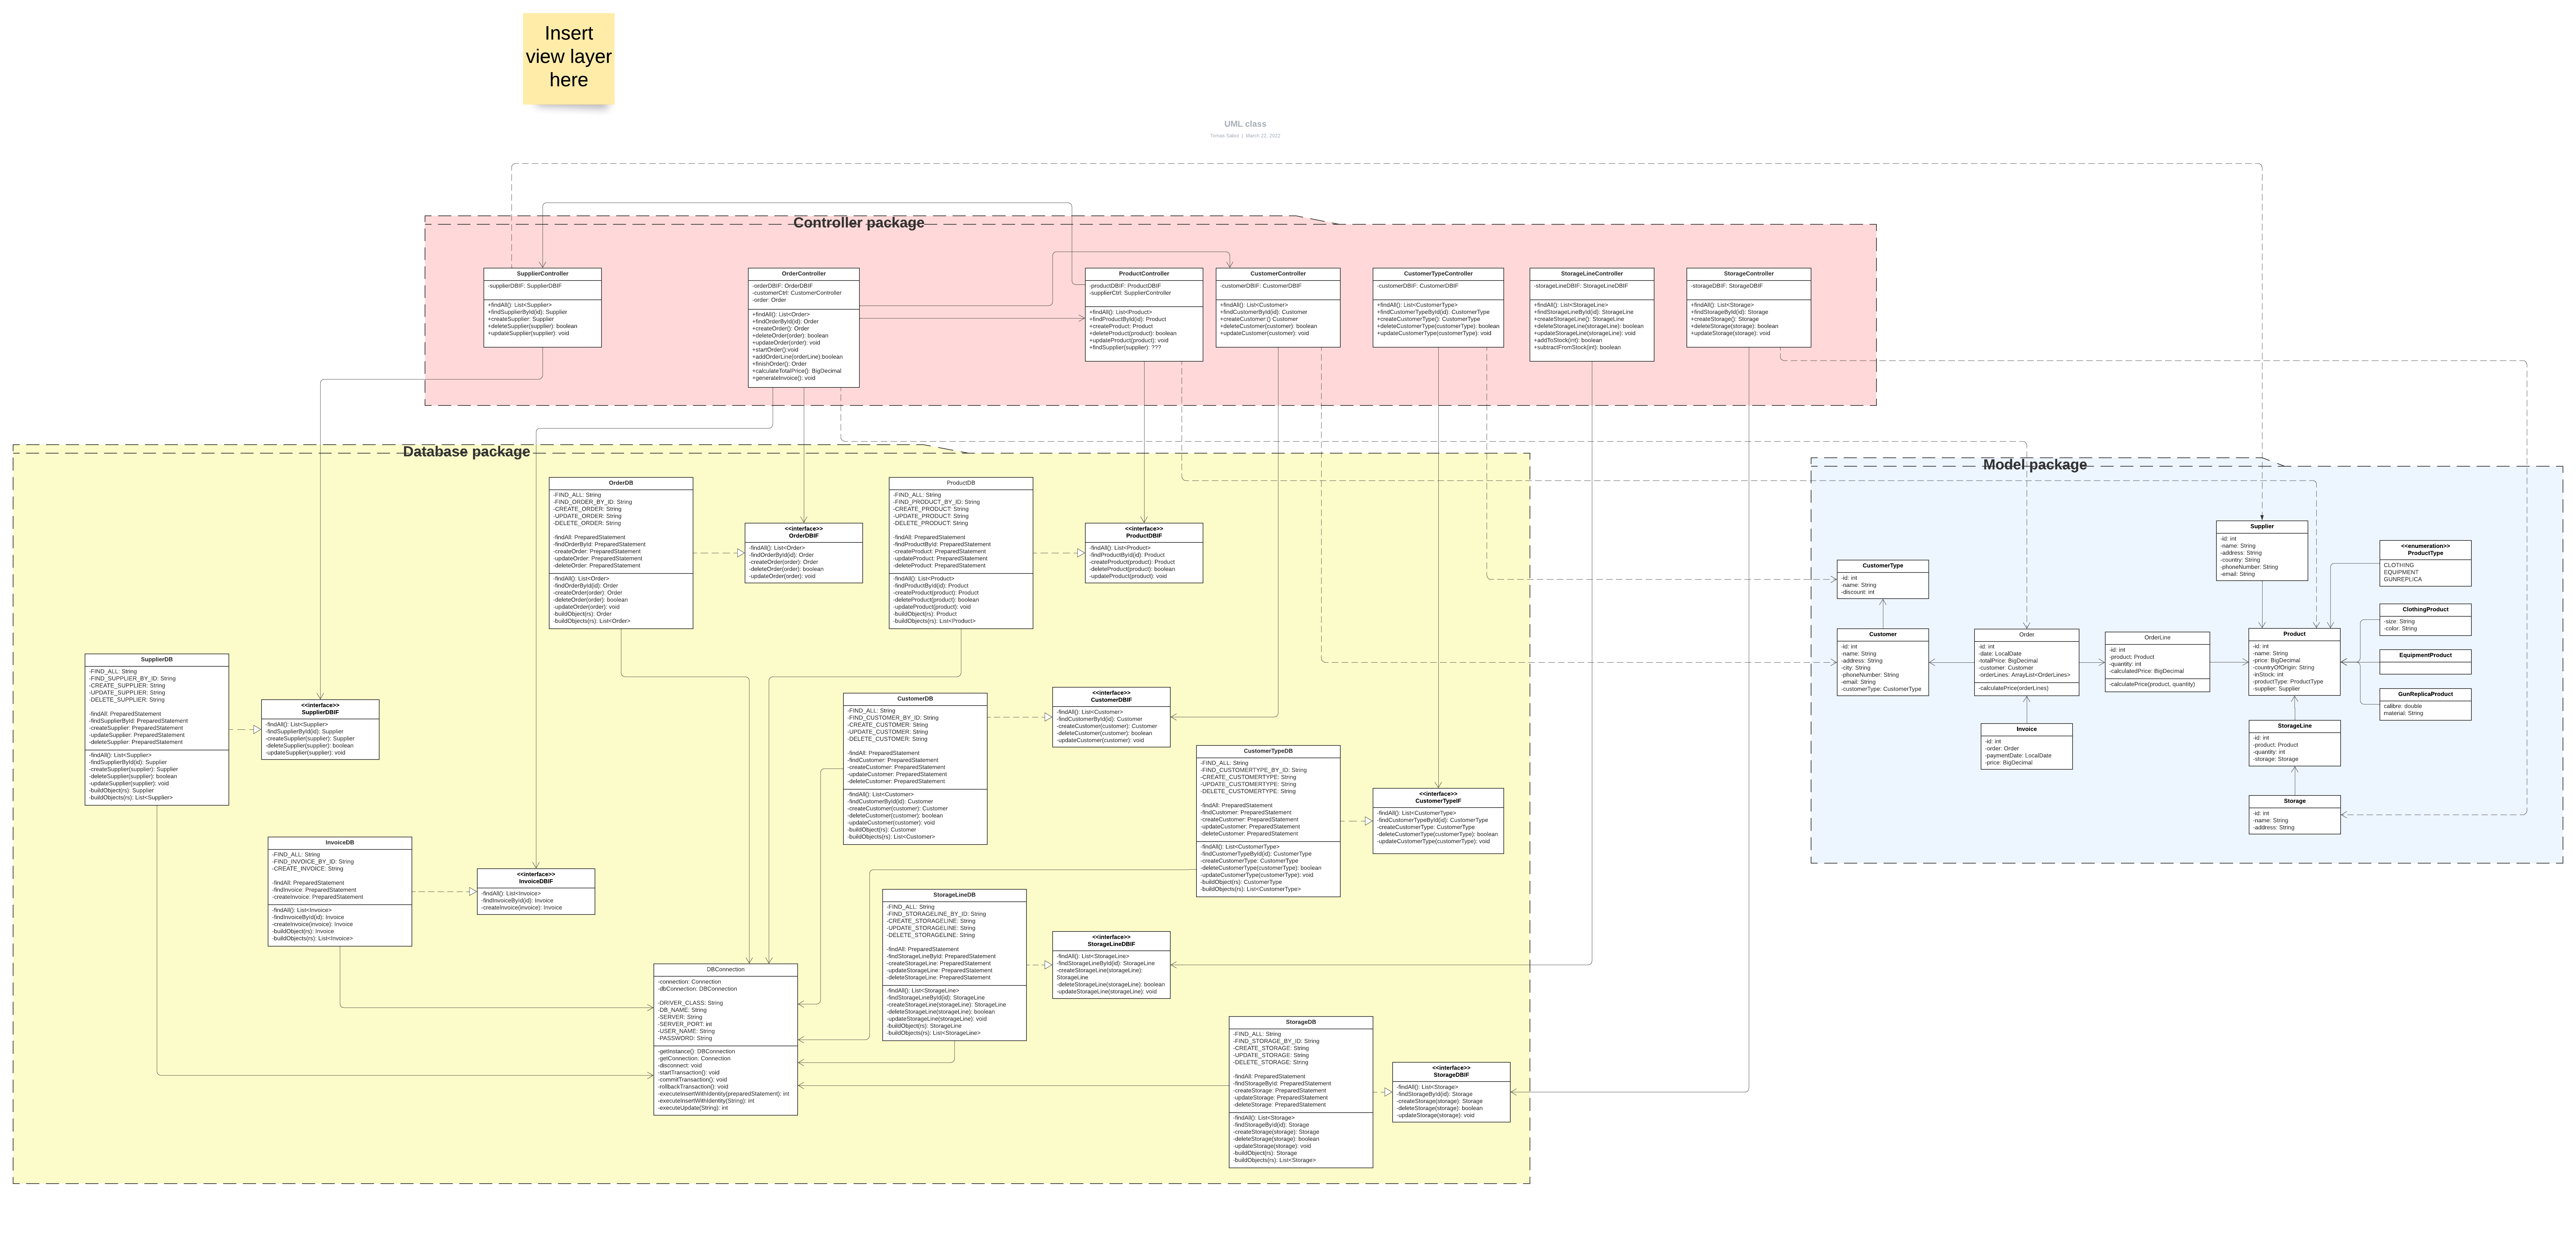 Insert
view layer
here
UML class
Tomas Sabol | March 22, 2022
Controller package
SupplierController
-supplierDBIF: SupplierDBIF
+findAll(): List<Supplier>
+findSupplierById(id): Supplier
+createSupplier: Supplier
+deleteSupplier(supplier): boolean
+updateSupplier(supplier): void
OrderController
-orderDBIF: OrderDBIF
-customerCtrl: CustomerController
-order: Order
+findAll(): List<Order>
+findOrderById(id): Order
+createOrder(): Order
+deleteOrder(order): boolean
+updateOrder(order): void
+startOrder():void
+addOrderLine(orderLine):boolean
+finishOrder(): Order
+calculateTotalPrice(): BigDecimal
+generateInvoice(): void
ProductController
-productDBIF: ProductDBIF
-supplierCtrl: SupplierController
+findAll(): List<Product>
+findProductById(id): Product
+createProduct: Product
+deleteProduct(product): boolean
+updateProduct(product): void
+findSupplier(supplier): ???
CustomerController
-customerDBIF: CustomerDBIF
+findAll(): List<Customer>
+findCustomerById(id): Customer
+createCustomer:() Customer
+deleteCustomer(customer): boolean
+updateCustomer(customer): void
CustomerTypeController
-customerDBIF: CustomerDBIF
+findAll(): List<CustomerType>
+findCustomerTypeById(id): CustomerType
+createCustomerType(): CustomerType
+deleteCustomerType(customerType): boolean
+updateCustomerType(customerType): void
StorageLineController
-storageLineDBIF: StorageLineDBIF
+findAll(): List<StorageLine>
+findStorageLineById(id): StorageLine
+createStorageLine(): StorageLine
+deleteStorageLine(storageLine): boolean
+updateStorageLine(storageLine): void
+addToStock(int): boolean
+subtractFromStock(int): boolean
StorageController
-storageDBIF: StorageDBIF
+findAll(): List<Storage>
+findStorageById(id): Storage
+createStorage(): Storage
+deleteStorage(storage): boolean
+updateStorage(storage): void
Database package
OrderDB
-FIND_ALL: String
-FIND_ORDER_BY_ID: String
-CREATE_ORDER: String
-UPDATE_ORDER: String
-DELETE_ORDER: String
-findAll: PreparedStatement
-findOrderById: PreparedStatement
-createOrder: PreparedStatement
-updateOrder: PreparedStatement
-deleteOrder: PreparedStatement
-findAll(): List<Order>
-findOrderById(id): Order
-createOrder(order): Order
-deleteOrder(order): boolean
-updateOrder(order): void
-buildObject(rs): Order
-buildObjects(rs): List<Order>
<<interface>>
OrderDBIF
-findAll(): List<Order>
-findOrderById(id): Order
-createOrder(order): Order
-deleteOrder(order): boolean
-updateOrder(order): void
ProductDB
-FIND_ALL: String
-FIND_PRODUCT_BY_ID: String
-CREATE_PRODUCT: String
-UPDATE_PRODUCT: String
-DELETE_PRODUCT: String
-findAll: PreparedStatement
-findProductById: PreparedStatement
-createProduct: PreparedStatement
-updateProduct: PreparedStatement
-deleteProduct: PreparedStatement
-findAll(): List<Product>
-findProductById(id): Product
-createProduct(product): Product
-deleteProduct(product): boolean
-updateProduct(product): void
-buildObject(rs): Product
-buildObjects(rs): List<Product>
<<interface>>
ProductDBIF
-findAll(): List<Product>
-findProductById(id): Product
-createProduct(product): Product
-deleteProduct(product): boolean
-updateProduct(product): void
SupplierDB
-FIND_ALL: String
-FIND_SUPPLIER_BY_ID: String
-CREATE_SUPPLIER: String
-UPDATE_SUPPLIER: String
-DELETE_SUPPLIER: String
-findAll: PreparedStatement
-findSupplierById: PreparedStatement
-createSupplier: PreparedStatement
-updateSupplier: PreparedStatement
-deleteSupplier: PreparedStatement
-findAll(): List<Supplier>
-findSupplierById(id): Supplier
-createSupplier(supplier): Supplier
-deleteSupplier(supplier): boolean
-updateSupplier(supplier): void
-buildObject(rs): Supplier
-buildObjects(rs): List<Supplier>
<<interface>>
SupplierDBIF
-findAll(): List<Supplier>
-findSupplierById(id): Supplier
-createSupplier(supplier): Supplier
-deleteSupplier(supplier): boolean
-updateSupplier(supplier): void
CustomerDB
-FIND_ALL: String
-FIND_CUSTOMER_BY_ID: String
-CREATE_CUSTOMER: String
-UPDATE_CUSTOMER: String
-DELETE_CUSTOMER: String
-findAll: PreparedStatement
-findCustomer: PreparedStatement
-createCustomer: PreparedStatement
-updateCustomer: PreparedStatement
-deleteCustomer: PreparedStatement
-findAll(): List<Customer>
-findCustomerById(id): Customer
-createCustomer(customer): Customer
-deleteCustomer(customer): boolean
-updateCustomer(customer): void
-buildObject(rs): Customer
-buildObjects(rs): List<Customer>
<<interface>>
CustomerDBIF
-findAll(): List<Customer>
-findCustomerById(id): Customer
-createCustomer(customer): Customer
-deleteCustomer(customer): boolean
-updateCustomer(customer): void
CustomerTypeDB
-FIND_ALL: String
-FIND_CUSTOMERTYPE_BY_ID: String
-CREATE_CUSTOMERTYPE: String
-UPDATE_CUSTOMERTYPE: String
-DELETE_CUSTOMERTYPE: String
-findAll: PreparedStatement
-findCustomer: PreparedStatement
-createCustomer: PreparedStatement
-updateCustomer: PreparedStatement
-deleteCustomer: PreparedStatement
-findAll(): List<CustomerType>
-findCustomerTypeById(id): CustomerType
-createCustomerType: CustomerType
-deleteCustomerType(customerType): boolean
-updateCustomerType(customerType): void
-buildObject(rs): CustomerType
-buildObjects(rs): List<CustomerType>
<<interface>>
CustomerTypeIF
-findAll(): List<CustomerType>
-findCustomerTypeById(id): CustomerType
-createCustomerType: CustomerType
-deleteCustomerType(customerType): boolean
-updateCustomerType(customerType): void
InvoiceDB
-FIND_ALL: String
-FIND_INVOICE_BY_ID: String
-CREATE_INVOICE: String
-findAll: PreparedStatement
-findInvoice: PreparedStatement
-createInvoice: PreparedStatement
-findAll(): List<Invoice>
-findInvoiceById(id): Invoice
-createInvoice(invoice): Invoice
-buildObject(rs): Invoice
-buildObjects(rs): List<Invoice>
<<interface>>
InvoiceDBIF
-findAll(): List<Invoice>
-findInvoiceById(id): Invoice
-createInvoice(invoice): Invoice
StorageLineDB
-FIND_ALL: String
-FIND_STORAGELINE_BY_ID: String
-CREATE_STORAGELINE: String
-UPDATE_STORAGELINE: String
-DELETE_STORAGELINE: String
-findAll: PreparedStatement
-findStorageLineById: PreparedStatement
-createStorageLine: PreparedStatement
-updateStorageLine: PreparedStatement
-deleteStorageLine: PreparedStatement
-findAll(): List<StorageLine>
-findStorageLineById(id): StorageLine
-createStorageLine(storageLine): StorageLine
-deleteStorageLine(storageLine): boolean
-updateStorageLine(storageLine): void
-buildObject(rs): StorageLine
-buildObjects(rs): List<StorageLine>
<<interface>>
StorageLineDBIF
-findAll(): List<StorageLine>
-findStorageLineById(id): StorageLine
-createStorageLine(storageLine):
StorageLine
-deleteStorageLine(storageLine): boolean
-updateStorageLine(storageLine): void
DBConnection
-connection: Connection
-dbConnection: DBConnection
-DRIVER_CLASS: String
-DB_NAME: String
-SERVER: String
-SERVER_PORT: int
-USER_NAME: String
-PASSWORD: String
-getInstance(): DBConnection
-getConnection: Connection
-disconnect: void
-startTransaction(): void
-commitTransaction(): void
-rollbackTransaction(): void
-executeInsertWithIdentity(preparedStatement): int
-executeInsertWithIdentity(String): int
-executeUpdate(String): int
StorageDB
-FIND_ALL: String
-FIND_STORAGE_BY_ID: String
-CREATE_STORAGE: String
-UPDATE_STORAGE: String
-DELETE_STORAGE: String
-findAll: PreparedStatement
-findStorageById: PreparedStatement
-createStorage: PreparedStatement
-updateStorage: PreparedStatement
-deleteStorage: PreparedStatement
-findAll(): List<Storage>
-findStorageById(id): Storage
-createStorage(storage): Storage
-deleteStorage(storage): boolean
-updateStorage(storage): void
-buildObject(rs): Storage
-buildObjects(rs): List<Storage>
<<interface>>
StorageDBIF
-findAll(): List<Storage>
-findStorageById(id): Storage
-createStorage(storage): Storage
-deleteStorage(storage): boolean
-updateStorage(storage): void
Model package
Supplier
-id: int
-name: String
-address: String
-country: String
-phoneNumber: String
-email: String
<<enumeration>>
ProductType
CLOTHING
EQUIPMENT
GUNREPLICA
CustomerType
-id: int
-name: String
-discount: int
ClothingProduct
-size: String
-color: String
Customer
-id: int
-name: String
-address: String
-city: String
-phoneNumber: String
-email: String
-customerType: CustomerType
Order
-id: int
-date: LocalDate
-totalPrice: BigDecimal
-customer: Customer
-orderLines: ArrayList<OrderLines>
-calculatePrice(orderLines)
OrderLine
-id: int
-product: Product
-quantity: int
-calculatedPrice: BigDecimal
-calculatePrice(product, quantity)
Product
-id: int
-name: String
-price: BigDecimal
-countryOfOrigin: String
-inStock: int
-productType: ProductType
-supplier: Supplier
EquipmentProduct
GunReplicaProduct
calibre: double
material: String
Invoice
-id: int
-order: Order
-paymentDate: LocalDate
-price: BigDecimal
StorageLine
-id: int
-product: Product
-quantity: int
-storage: Storage
Storage
-id: int
-name: String
-address: String